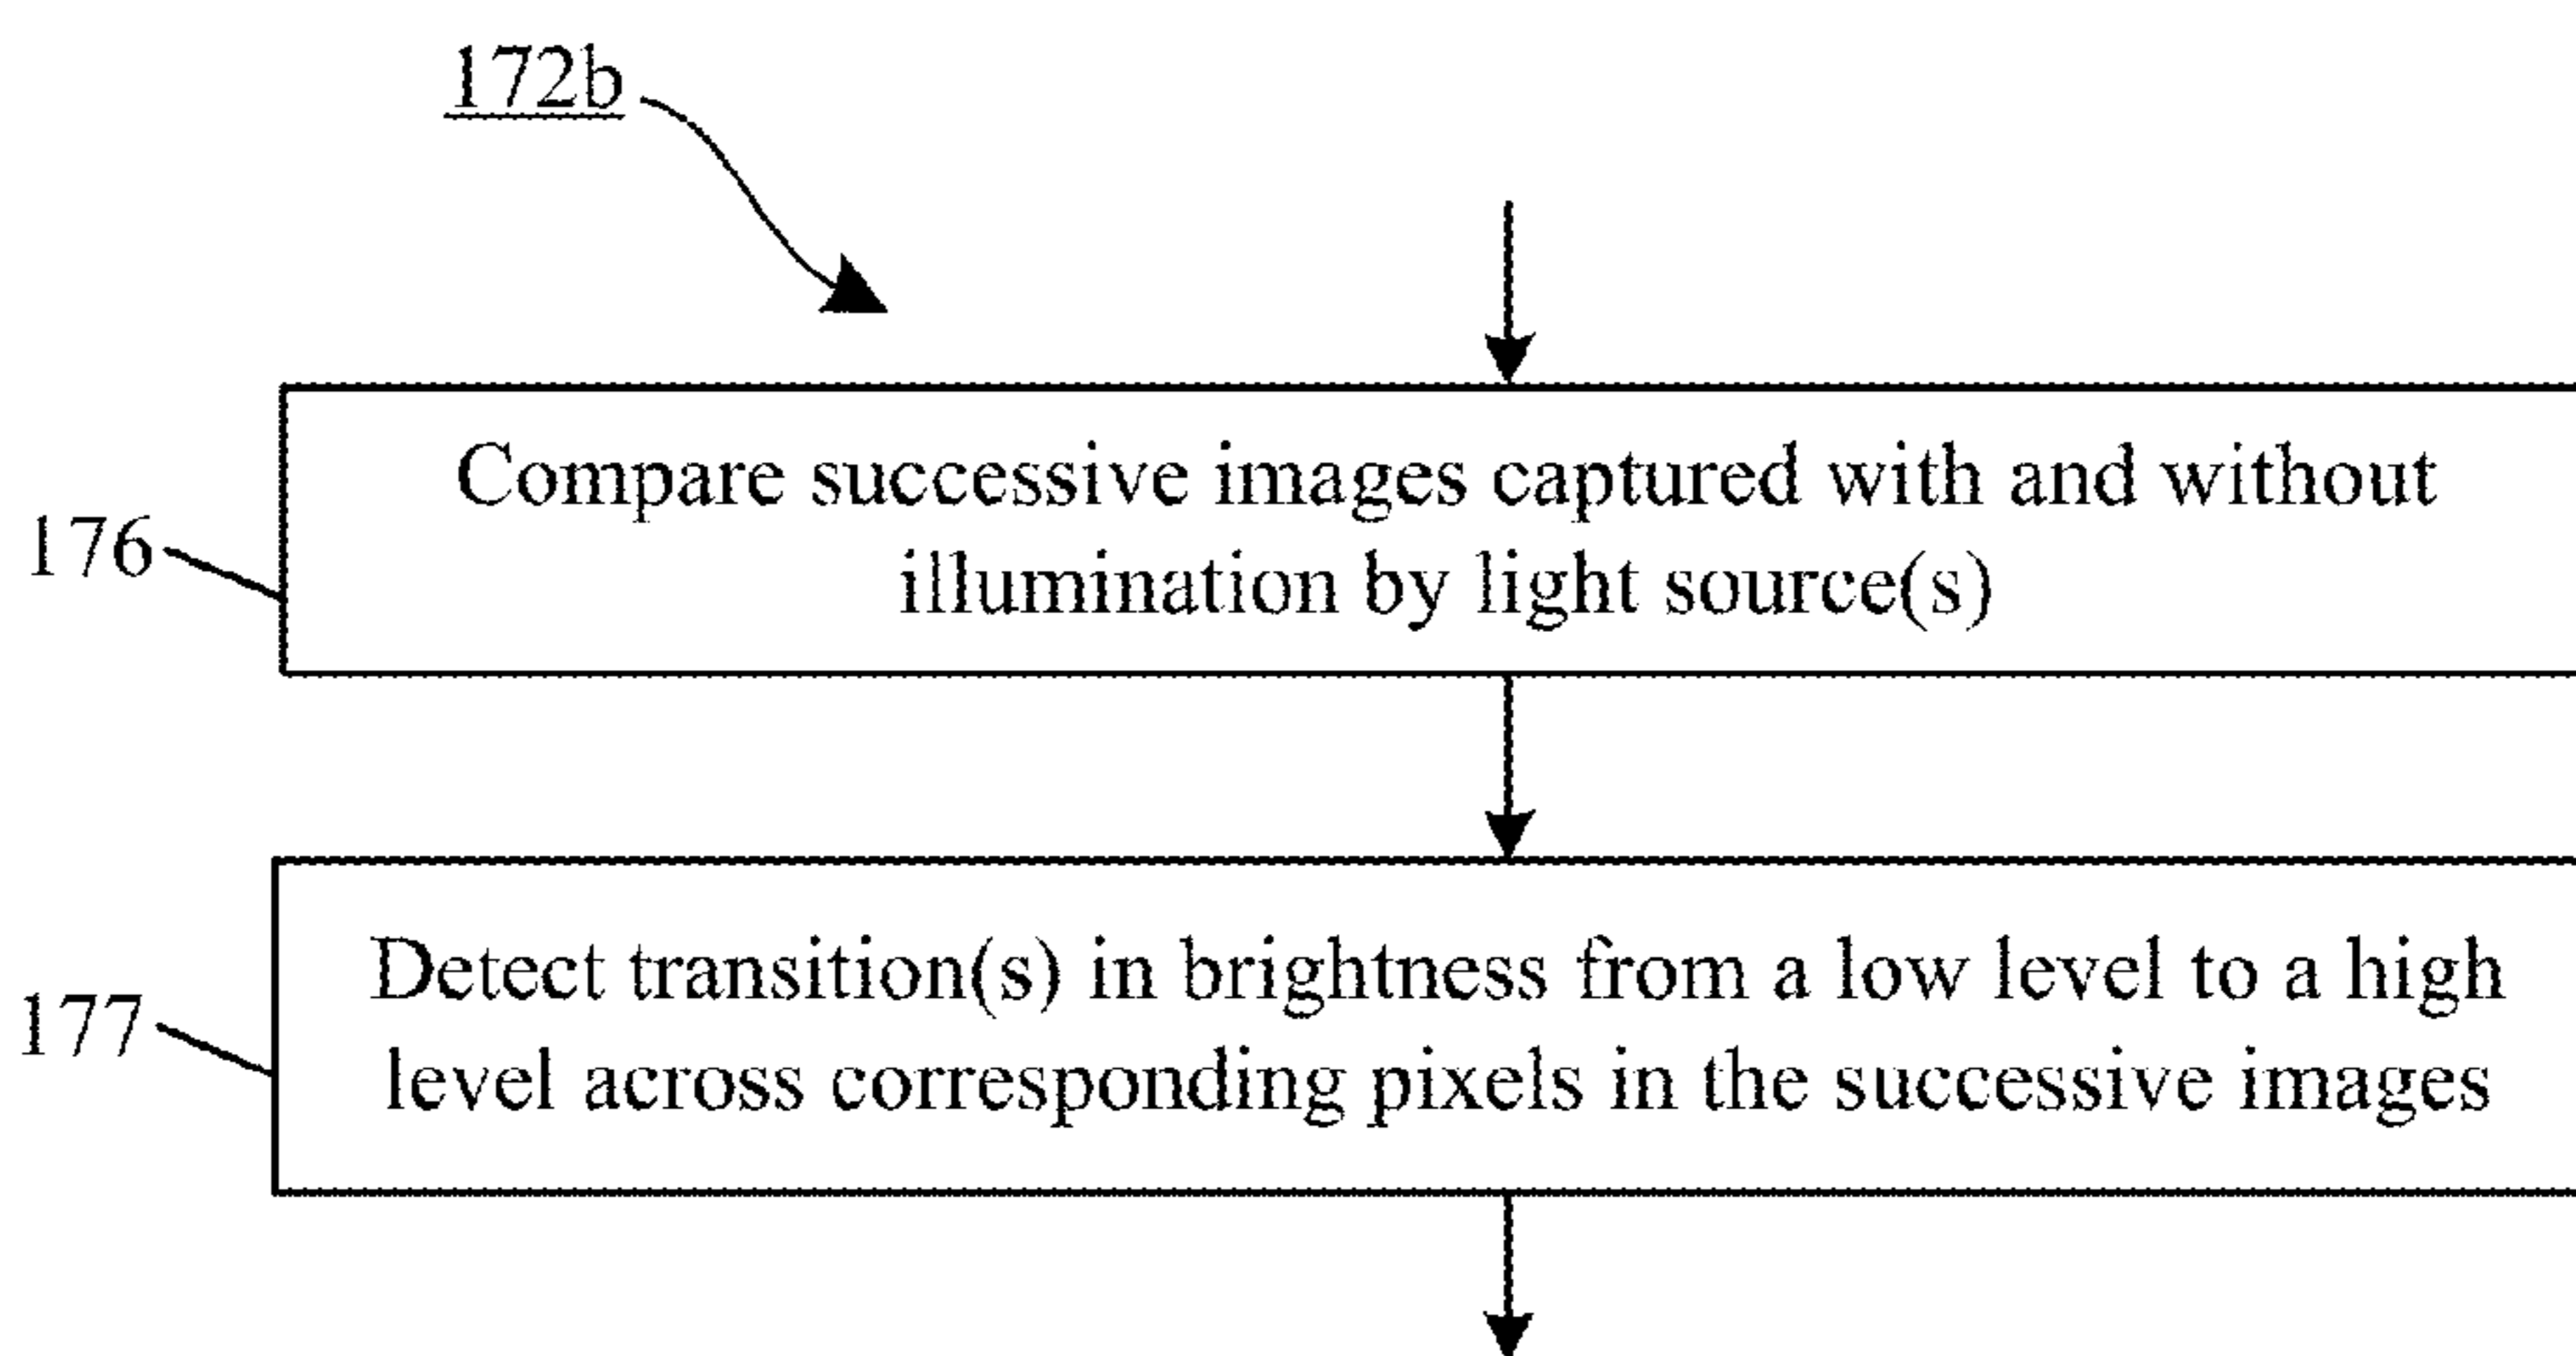 172b
Compare successive images captured with and without
illumination by light source(s)
176
Detect transition(s) in brightness from a low level to a high
level across corresponding pixels in the successive images
177